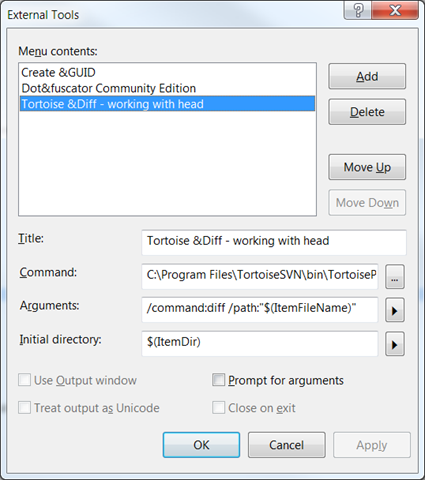 External Tools
Menu contents:
Create &GUID
Dot&fuscator Community Edition
Tortoise &Diff - working with head
Add
Delete
Move Up
Move Down
Title:
Tortoise &Diff - working with head
Command:
C:\Program Files\TortoiseSVN\bin\TortoiseP
...
Arguments:
/command:diff /path:"$(ItemFileName)"
Initial directory:
$(ItemDir)
Use Output window
Prompt for arguments
Treat output as Unicode
Close on exit
OK
Cancel
Apply